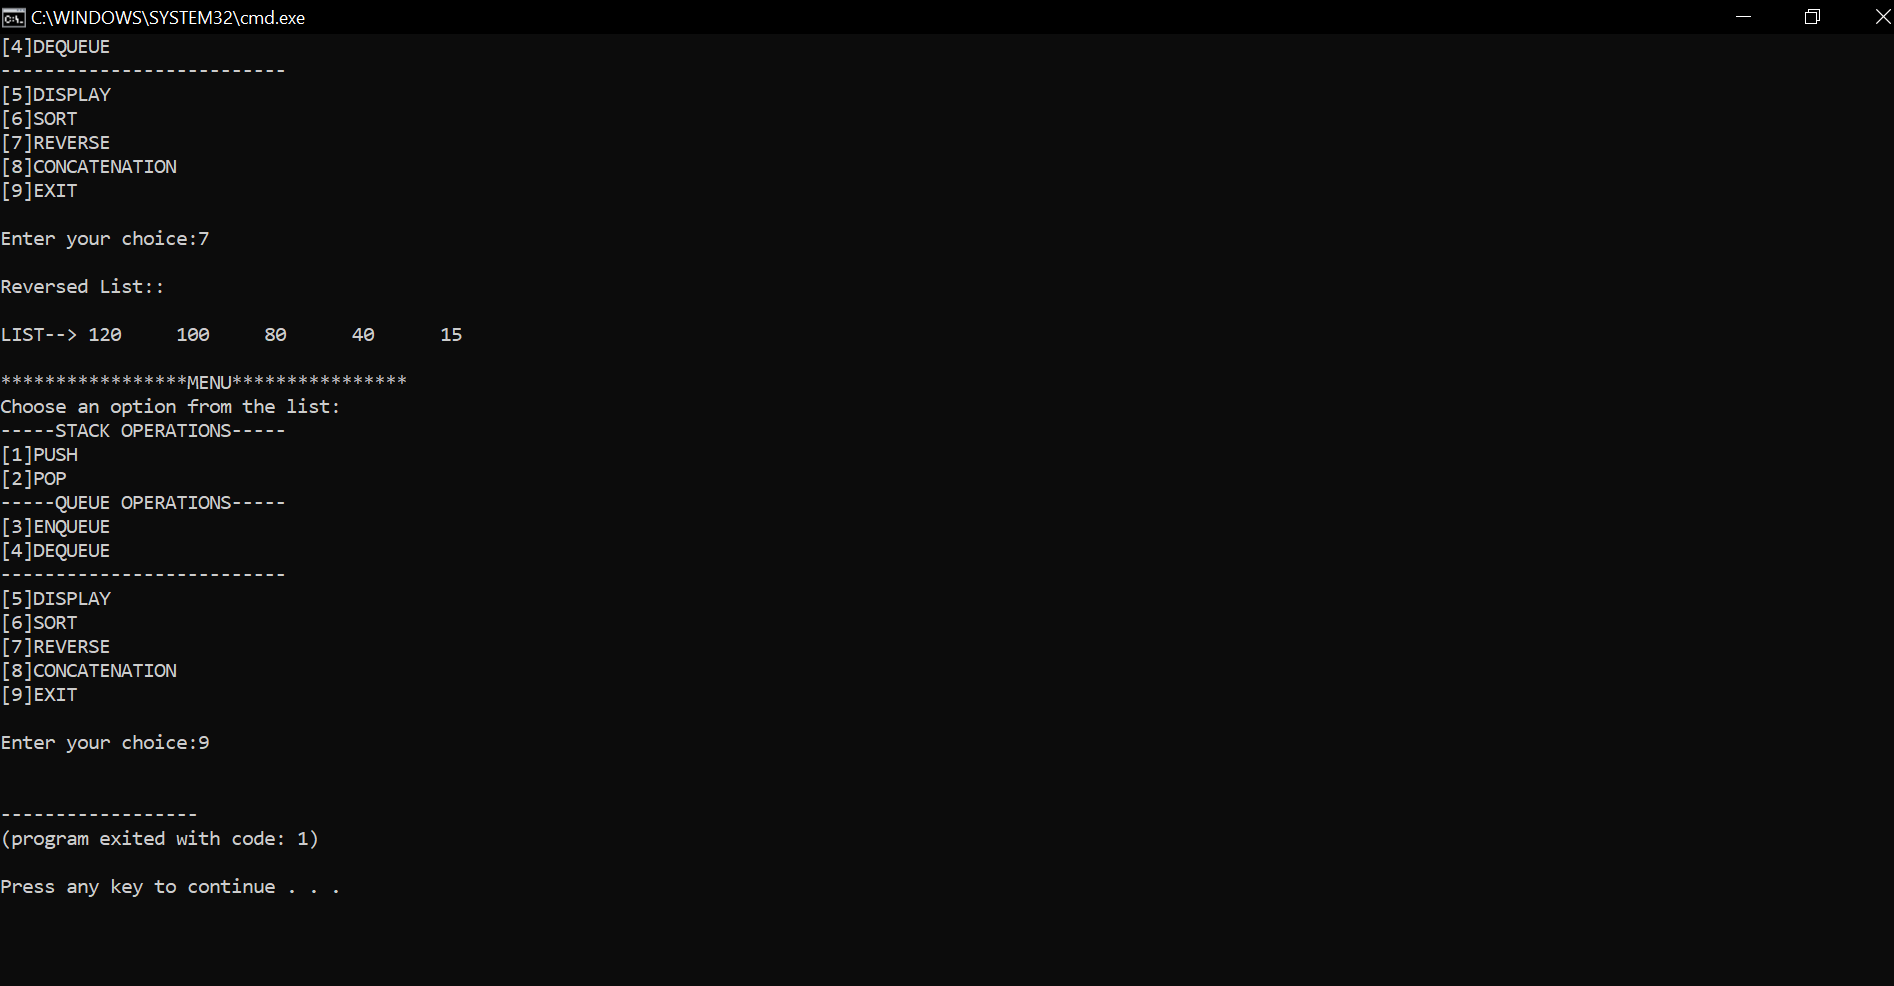 C:\WINDOWS\SYSTEM32\cmd.exe
[4]DEQUEUE
--------------------------
[5]DISPLAY
[6]SORT
[7]REVERSE
[8]CONCATENATION
[9]EXIT
Enter your choice:7
Reversed List::
LIST--> 120     100     80      40      15
*****************MENU****************
Choose an option from the list:
-----STACK OPERATIONS-----
[1]PUSH
[2]POP
-----QUEUE OPERATIONS-----
[3]ENQUEUE
[4]DEQUEUE
--------------------------
[5]DISPLAY
[6]SORT
[7]REVERSE
[8]CONCATENATION
[9]EXIT
Enter your choice:9
------------------
(program exited with code: 1)
Press any key to continue . . .